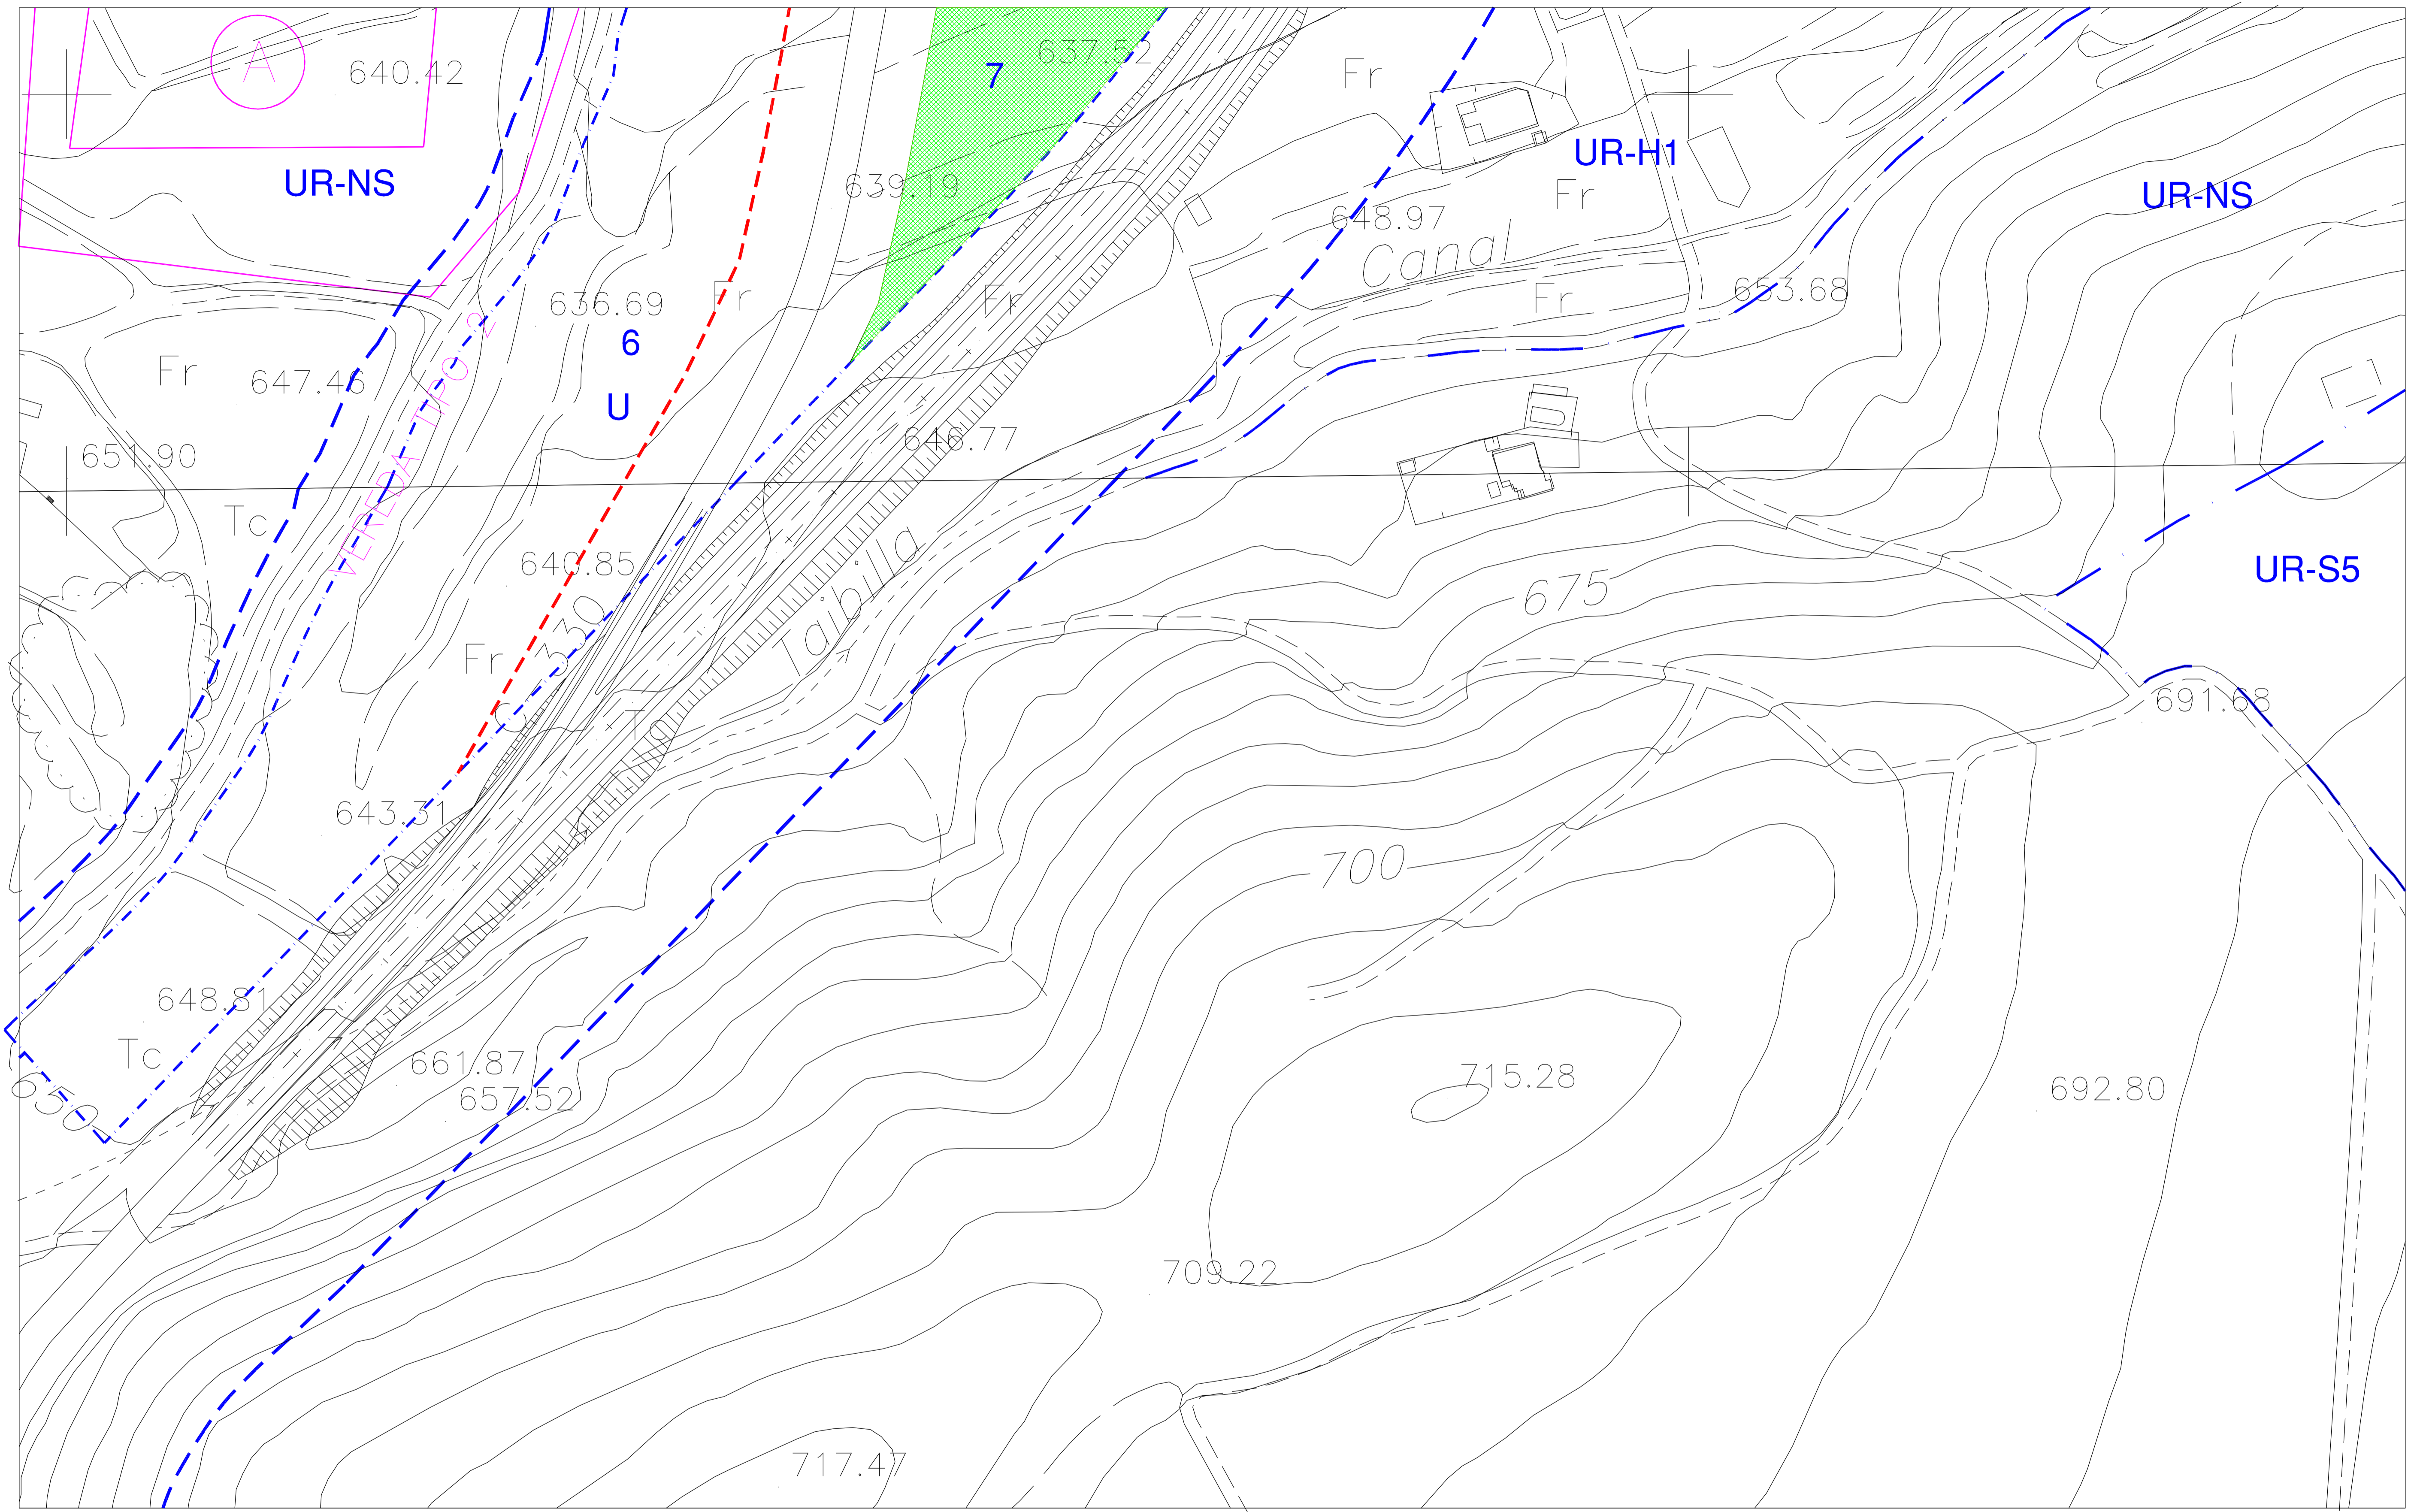 637.52
7
A
640.42
Fr
UR-H1
UR-NS
639.19
Fr
UR-NS
648.97
Canal
653.68
636.69
Fr
Fr
Fr
6
VEREDA TIPO 2
Fr
647.46
U
646.77
651.90
Tc
640.85
Taibilla
UR-S5
675
C 330
Fr
691.68
Ta
643.31
700
648.81
Tc
661.87
715.28
650
657.52
692.80
709.22
717.47